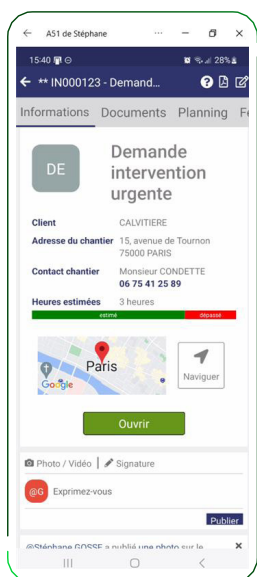 A51 de Stéphane
15:40 28%
** IN000123 - Demand...
Informations Documents Planning Fe
DE
Demande
intervention
urgente
Client CALVITIERE
Adresse du chantier 15, avenue de Tournon
75000 PARIS
Contact chantier Monsieur CONDETTE
06 75 41 25 89
Heures estimées 3 heures
estimé dépassé
Paris
Google
Naviguer
Ouvrir
Photo / Vidéo | Signature
@G Exprimez-vous
Publier
@Stéphane GOSSE a publié une photo sur le